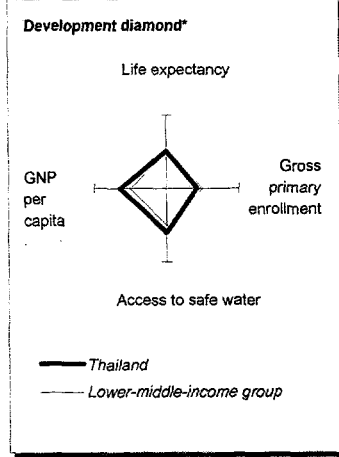 Development diamond*
Life expectancy
GNP
per
capita
Gross
primary
enrollment
Access to safe water
Thailand
Lower-middle-income group